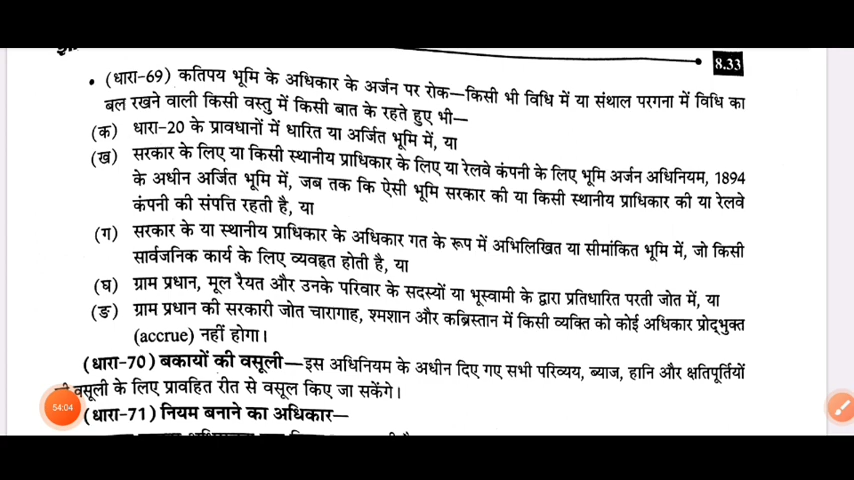 8.33
• (धारा-69) कतिपय भूमि के अधिकार के अर्जन पर रोक—किसी भी विधि में या संथाल परगना में विधि का
बल रखने वाली किसी वस्तु में किसी बात के रहते हुए भी—
(क) धारा-20 के प्रावधानों में धारित या अर्जित भूमि में, या
(ख) सरकार के लिए या किसी स्थानीय प्राधिकार के लिए या रेलवे कंपनी के लिए भूमि अर्जन अधिनियम, 1894
के अधीन अर्जित भूमि में, जब तक कि ऐसी भूमि सरकार की या किसी स्थानीय प्राधिकार की या रेलवे
कंपनी की संपत्ति रहती है, या
(ग) सरकार के या स्थानीय प्राधिकार के अधिकार गत के रूप में अभिलिखित या सीमांकित भूमि में, जो किसी
सार्वजनिक कार्य के लिए व्यवहृत होती है, या
(घ) ग्राम प्रधान, मूल रैयत और उनके परिवार के सदस्यों या भूस्वामी के द्वारा प्रतिधारित परती जोत में, या
(ङ) ग्राम प्रधान की सरकारी जोत चारागाह, श्मशान और कब्रिस्तान में किसी व्यक्ति को कोई अधिकार प्रोद्भुक्त
(accrue) नहीं होगा।
(धारा-70) बकायों की वसूली—इस अधिनियम के अधीन दिए गए सभी परिव्यय, ब्याज, हानि और क्षतिपूर्तियों
वसूली के लिए प्रावहित रीत से वसूल किए जा सकेंगे।
54:04
(धारा-71) नियम बनाने का अधिकार—